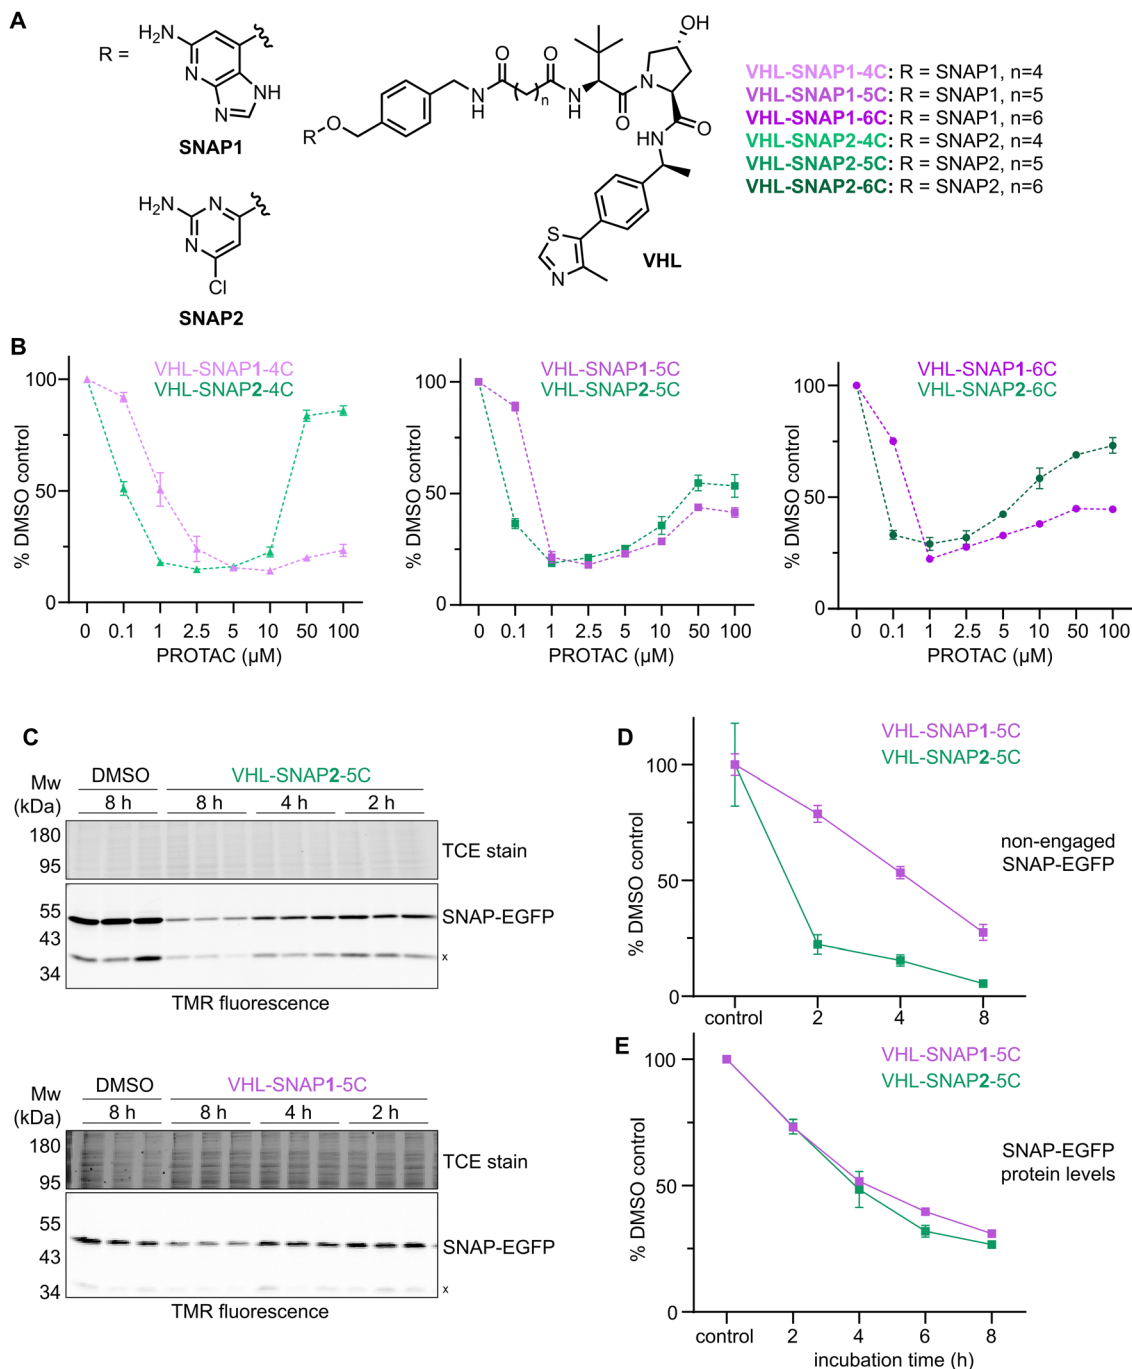 A
R =
H₂N
N
N
NH
N
SNAP1
H₂N
N
N
Cl
SNAP2
R
O
N
H
O
n
O
N
H
O
N
OH
O
HN
S
N
VHL
VHL-SNAP1-4C: R = SNAP1, n=4
VHL-SNAP1-5C: R = SNAP1, n=5
VHL-SNAP1-6C: R = SNAP1, n=6
VHL-SNAP2-4C: R = SNAP2, n=4
VHL-SNAP2-5C: R = SNAP2, n=5
VHL-SNAP2-6C: R = SNAP2, n=6
B
VHL-SNAP1-4C
VHL-SNAP2-4C
% DMSO control
100
50
0
0 0.1 1 2.5 5 10 50 100
PROTAC (µM)
VHL-SNAP1-5C
VHL-SNAP2-5C
% DMSO control
100
50
0
0 0.1 1 2.5 5 10 50 100
PROTAC (µM)
VHL-SNAP1-6C
VHL-SNAP2-6C
% DMSO control
100
50
0
0 0.1 1 2.5 5 10 50 100
PROTAC (µM)
C
Mw
(kDa)
DMSO VHL-SNAP2-5C
8 h 8 h 4 h 2 h
180
95
TCE stain
55
43
34
SNAP-EGFP
x
TMR fluorescence
Mw
(kDa)
DMSO VHL-SNAP1-5C
8 h 8 h 4 h 2 h
180
95
TCE stain
55
43
34
SNAP-EGFP
x
TMR fluorescence
D
VHL-SNAP1-5C
VHL-SNAP2-5C
non-engaged
SNAP-EGFP
% DMSO control
100
50
0
control 2 4 8
E
VHL-SNAP1-5C
VHL-SNAP2-5C
SNAP-EGFP
protein levels
% DMSO control
100
50
0
control 2 4 6 8
incubation time (h)